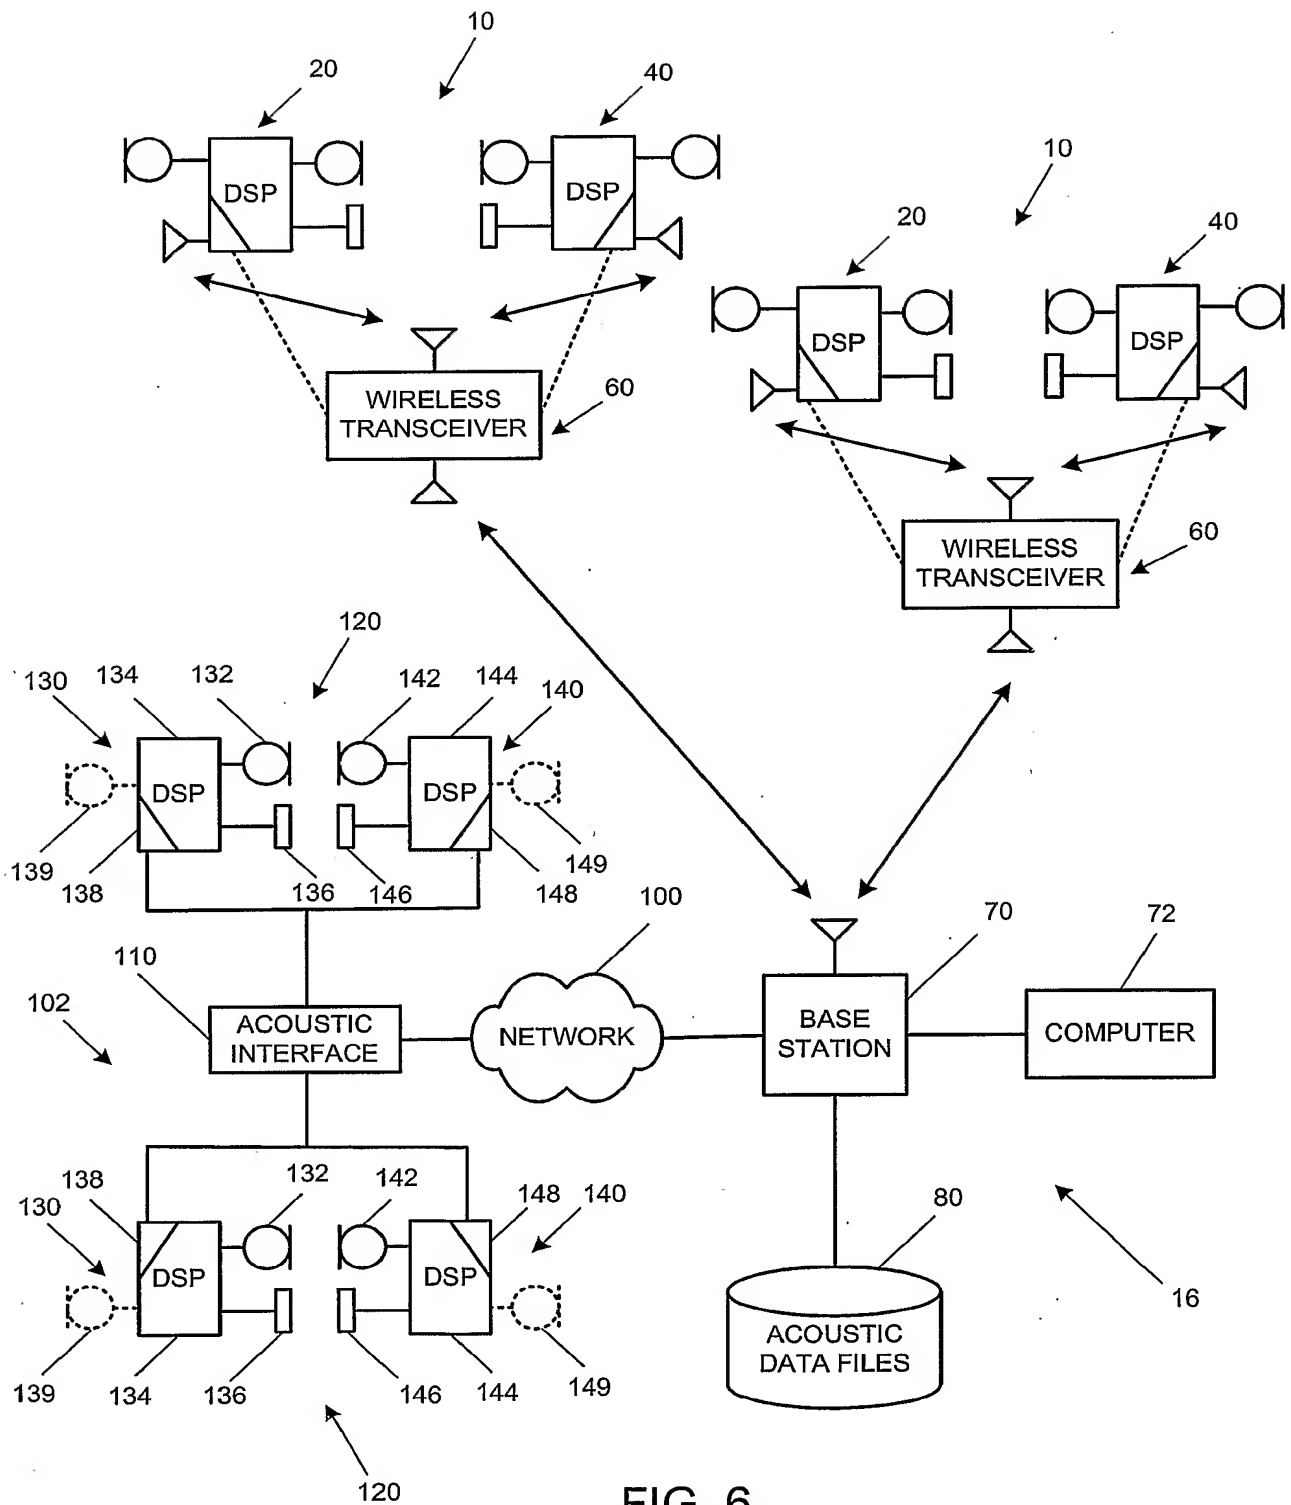 10
20
40
DSP
DSP
10
20
40
DSP
DSP
WIRELESS
TRANSCEIVER
60
WIRELESS
TRANSCEIVER
60
120
130
134
132
142
144
140
DSP
DSP
139
138
136
146
148
149
100
70
72
110
102
ACOUSTIC
INTERFACE
NETWORK
BASE
STATION
COMPUTER
138
132
142
148
130
140
80
DSP
DSP
16
ACOUSTIC
DATA FILES
139
134
136
146
144
149
120
FIG. 6